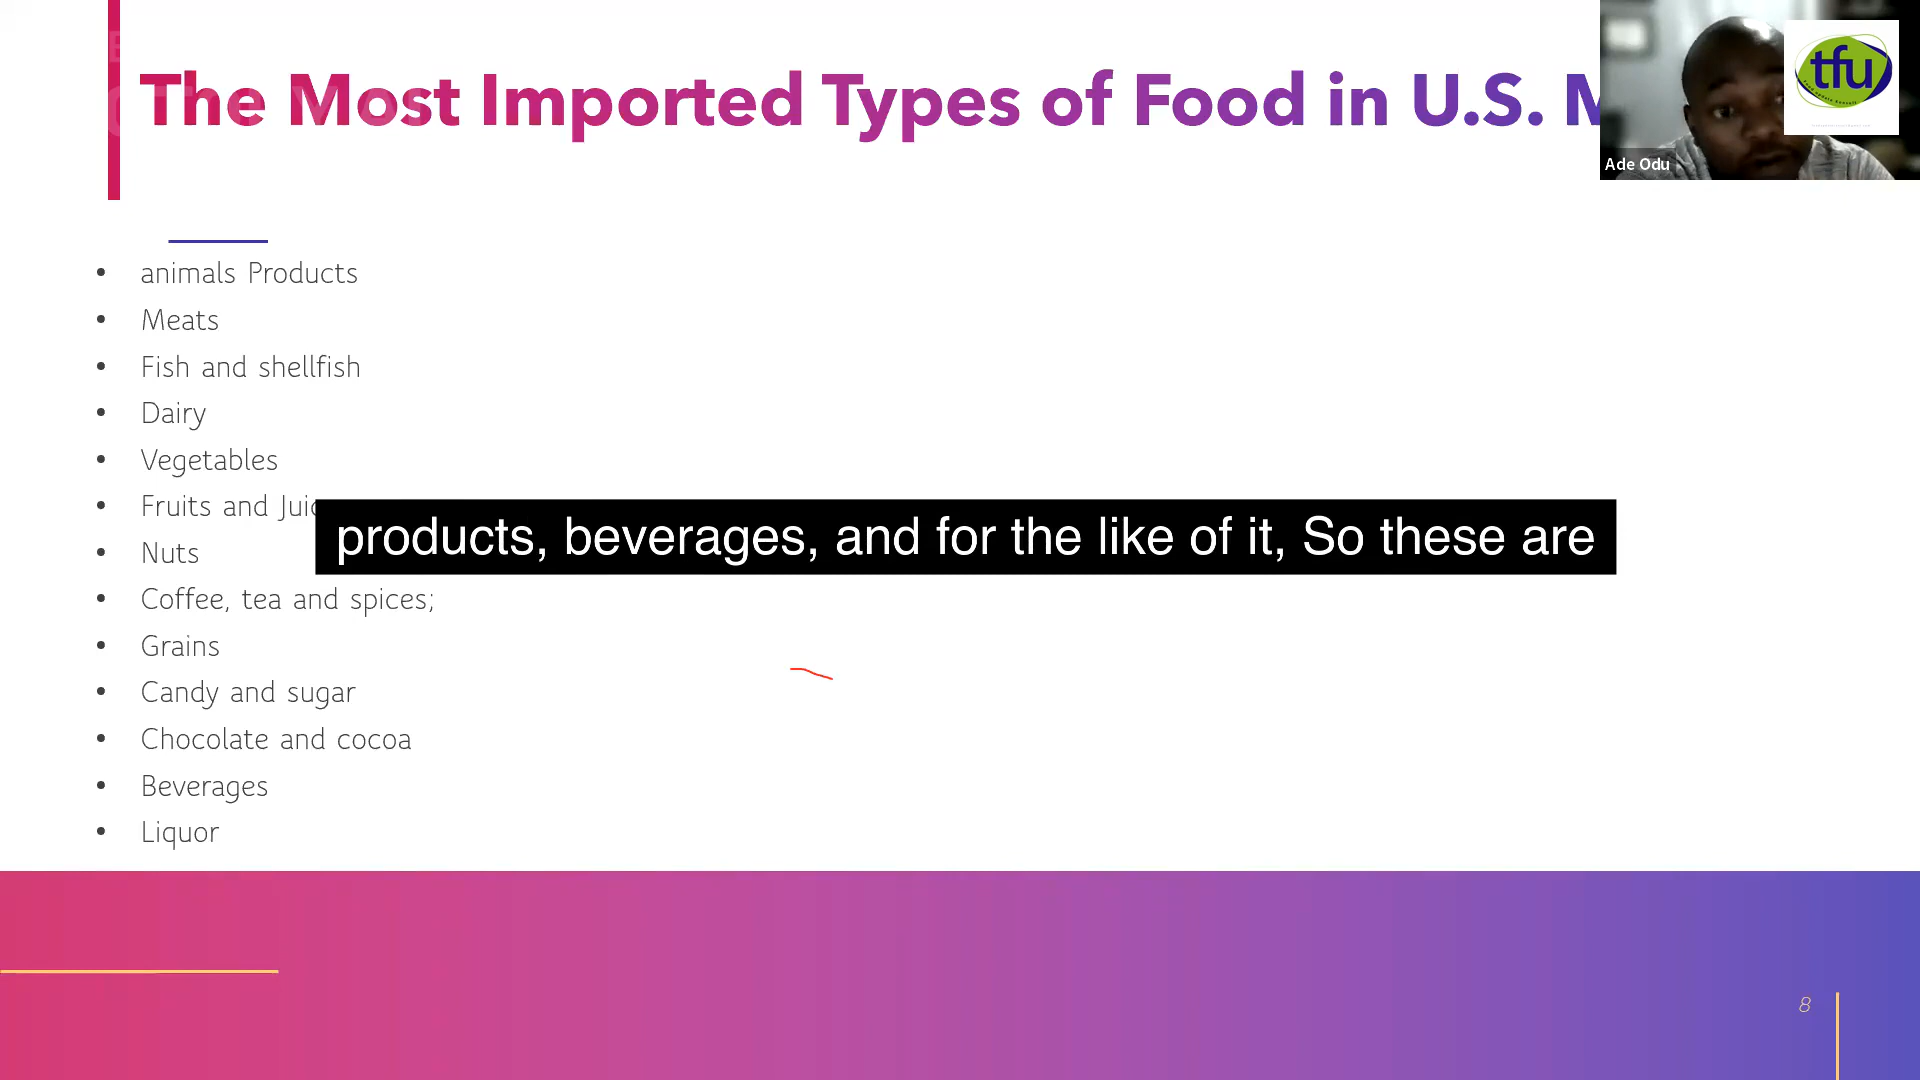 The Most Imported Types of Food in U.S. M
tfu
Ade Odu
• animals Products
• Meats
• Fish and shellfish
• Dairy
• Vegetables
• Fruits and Juic
products, beverages, and for the like of it, So these are
• Nuts
• Coffee, tea and spices;
• Grains
• Candy and sugar
• Chocolate and cocoa
• Beverages
• Liquor
8